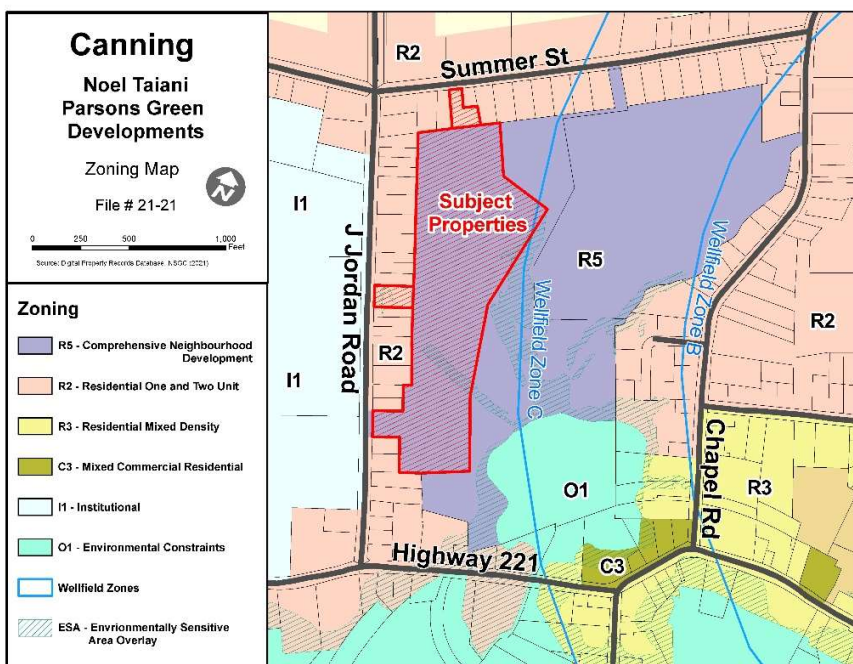 Canning
Noel Taiani
Parsons Green
Developments
Zoning Map
N
File # 21-21
0 250 500 1,000
Feet
Source: Digital Property Records Database, NSGC (2021)
Zoning
R5 - Comprehensive Neighbourhood
Development
R2 - Residential One and Two Unit
R3 - Residential Mixed Density
C3 - Mixed Commercial Residential
I1 - Institutional
O1 - Environmental Constraints
Wellfield Zones
ESA - Envrionmentally Sensitive
Area Overlay
R2
Summer St
I1
Subject
Properties
J Jordan Road
R5
Wellfield Zone C
Wellfield Zone B
R2
R2
I1
Chapel Rd
O1
R3
Highway 221
C3